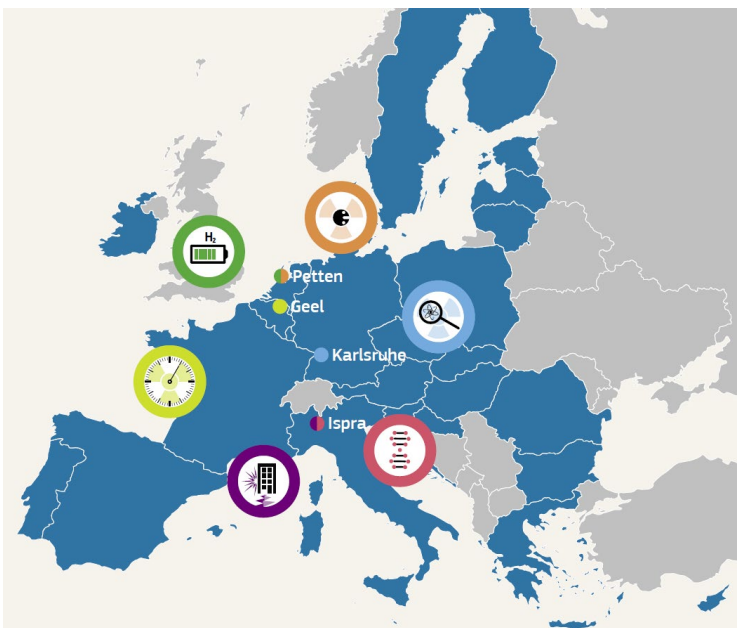 H₂
Petten
Geel
Karlsruhe
Ispra